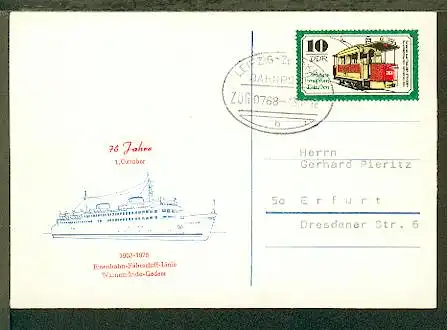 10
DDR
LEIPZIG-
BAHNPOST
ZUG 0768
b
75 Jahre
1. Oktober
Herrn
Gerhard Pieritz
50 Erfurt
Dresdener Str. 6
1903-1978
Eisenbahn-Fährschiff-Linie
Warnemünde-Gedser